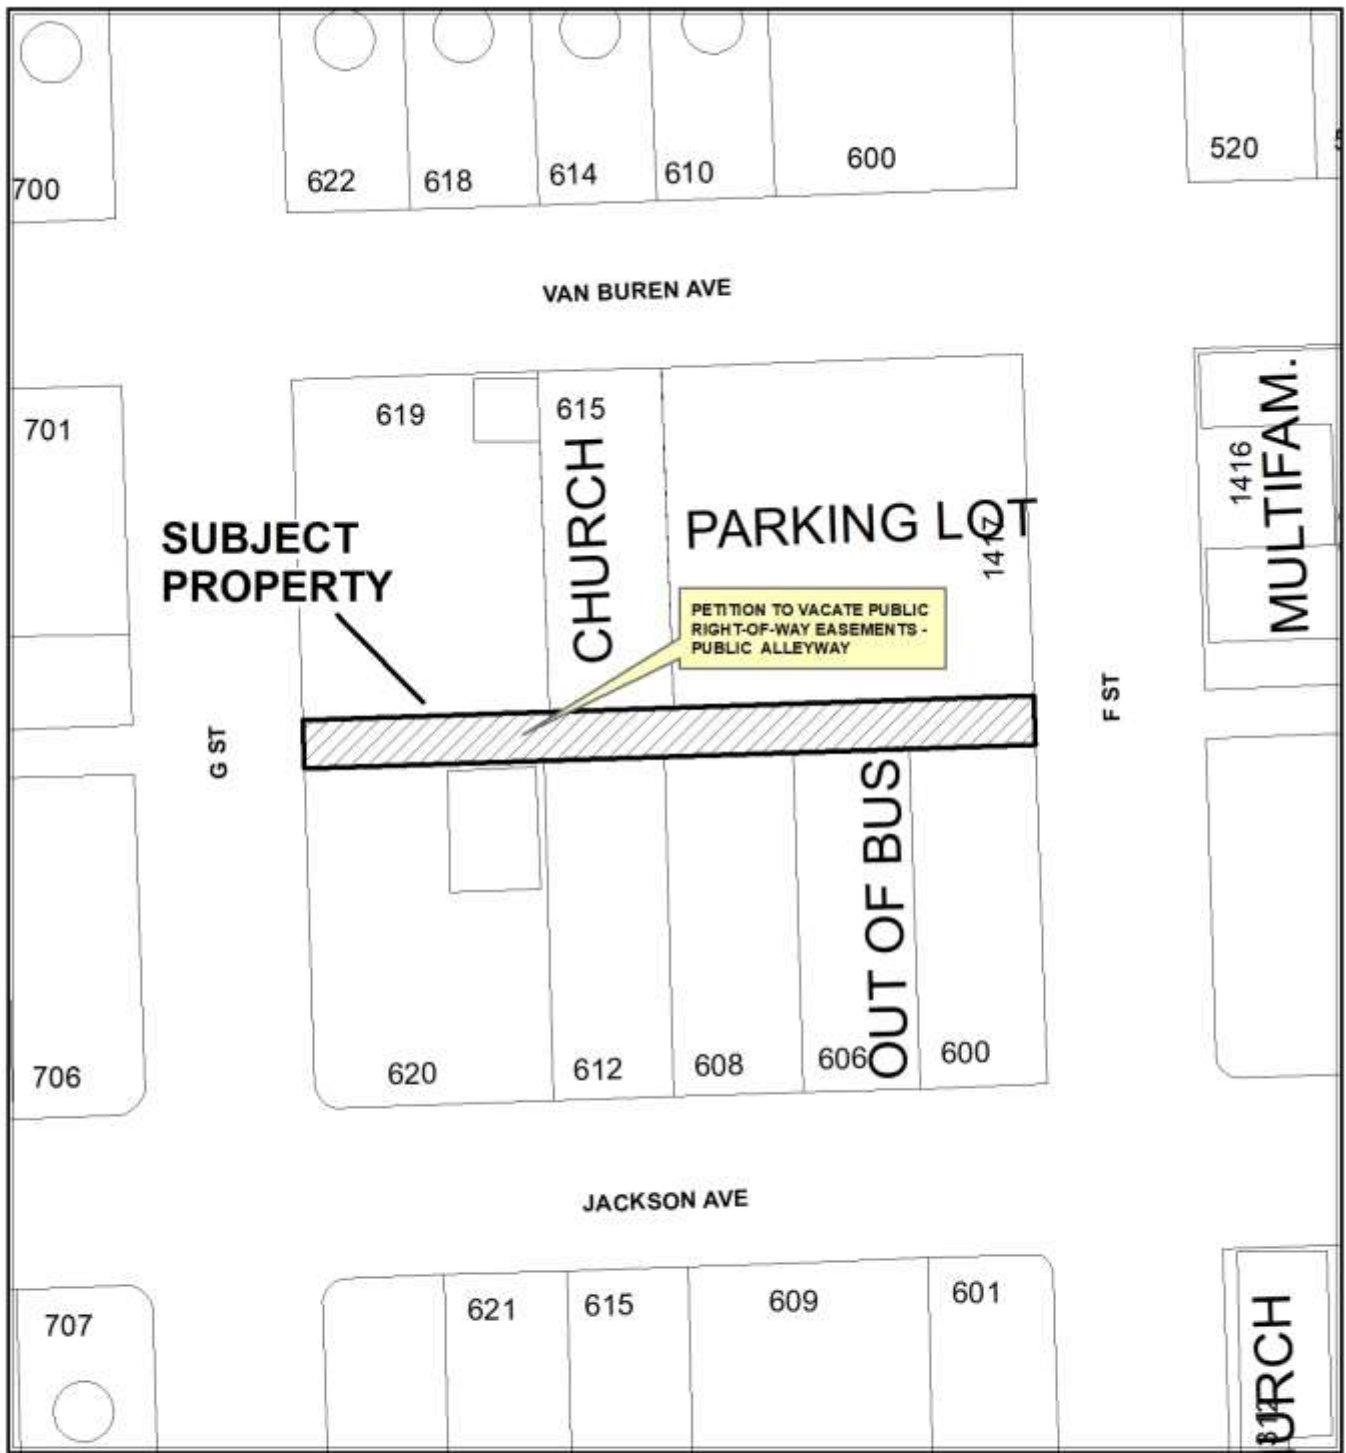 700
622
618
614
610
600
520
VAN BUREN AVE
701
619
615
CHURCH
PARKING LOT
1417
1416
MULTIFAM.
SUBJECT
PROPERTY
PETITION TO VACATE PUBLIC
RIGHT-OF-WAY EASEMENTS -
PUBLIC ALLEYWAY
G ST
F ST
706
620
612
608
606
OUT OF BUS
600
JACKSON AVE
707
621
615
609
601
URCH